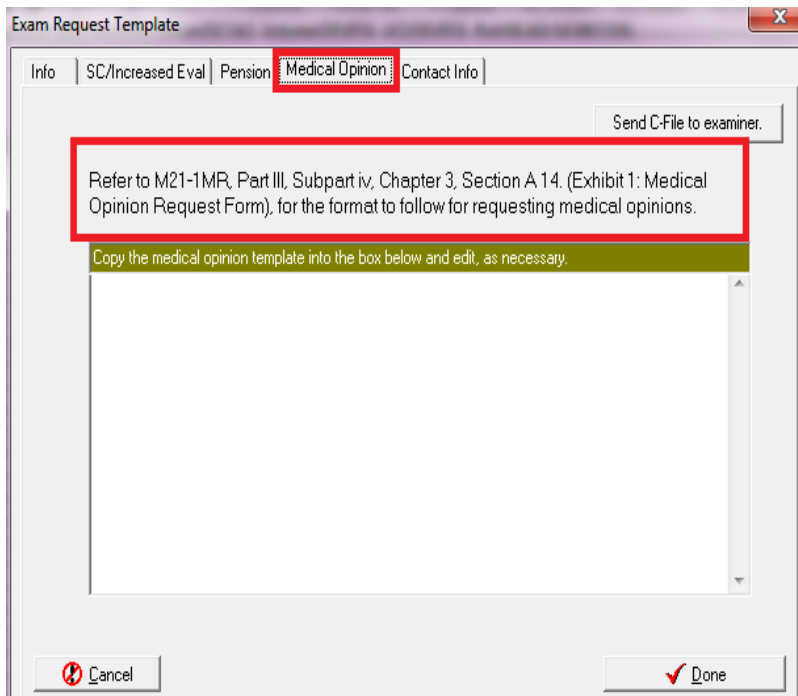 Exam Request Template
X
Info SC/Increased Eval Pension Medical Opinion Contact Info
Send C-File to examiner.
Refer to M21-1MR, Part III, Subpart iv, Chapter 3, Section A 14. (Exhibit 1: Medical
Opinion Request Form), for the format to follow for requesting medical opinions.
Copy the medical opinion template into the box below and edit, as necessary.
Cancel
Done